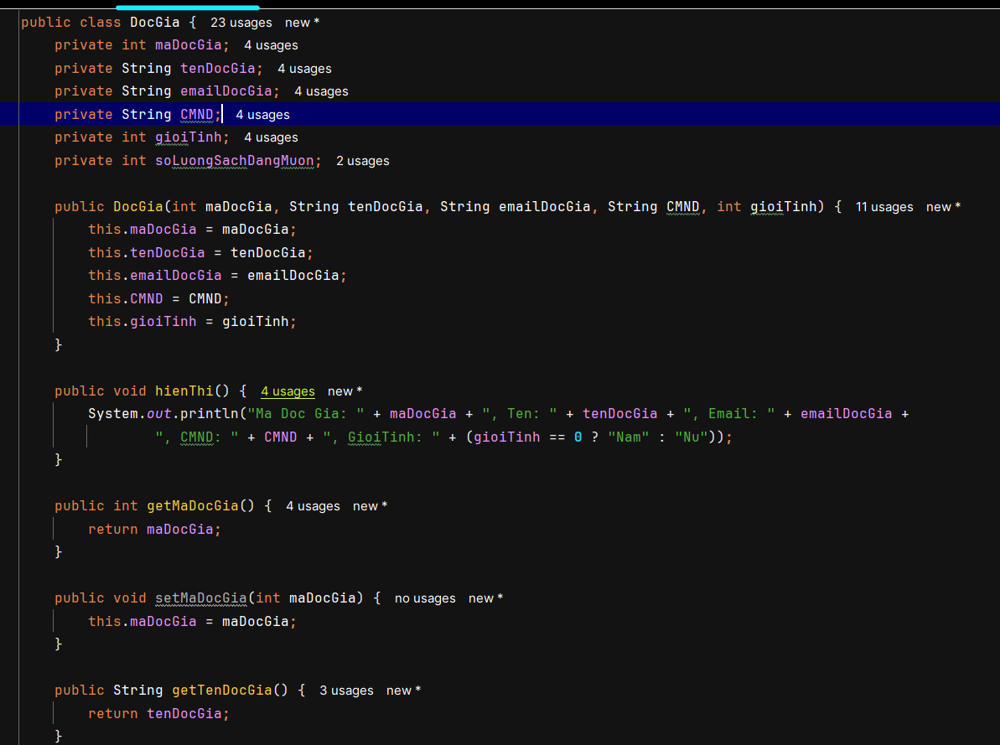 public class DocGia {  23 usages  new *
    private int maDocGia;  4 usages
    private String tenDocGia;  4 usages
    private String emailDocGia;  4 usages
    private String CMND;  4 usages
    private int gioiTinh;  4 usages
    private int soLuongSachDangMuon;  2 usages
    public DocGia(int maDocGia, String tenDocGia, String emailDocGia, String CMND, int gioiTinh) {  11 usages  new *
        this.maDocGia = maDocGia;
        this.tenDocGia = tenDocGia;
        this.emailDocGia = emailDocGia;
        this.CMND = CMND;
        this.gioiTinh = gioiTinh;
    }
    public void hienThi() {  4 usages  new *
        System.out.println("Ma Doc Gia: " + maDocGia + ", Ten: " + tenDocGia + ", Email: " + emailDocGia +
                ", CMND: " + CMND + ", GioiTinh: " + (gioiTinh == 0 ? "Nam" : "Nu"));
    }
    public int getMaDocGia() {  4 usages  new *
        return maDocGia;
    }
    public void setMaDocGia(int maDocGia) {  no usages  new *
        this.maDocGia = maDocGia;
    }
    public String getTenDocGia() {  3 usages  new *
        return tenDocGia;
    }